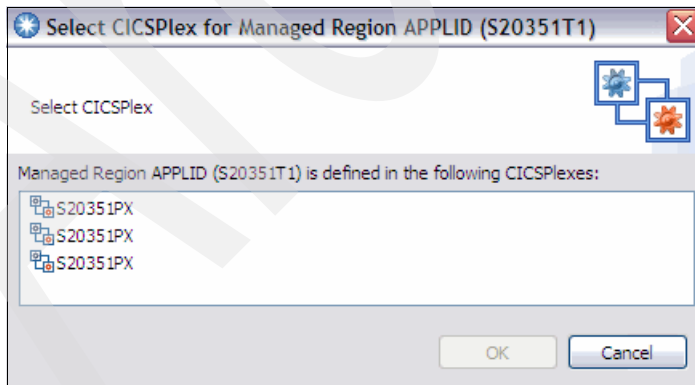 Select CICSPlex for Managed Region APPLID (S20351T1)
Select CICSPlex
Managed Region APPLID (S20351T1) is defined in the following CICSPlexes:
S20351PX
S20351PX
S20351PX
OK
Cancel